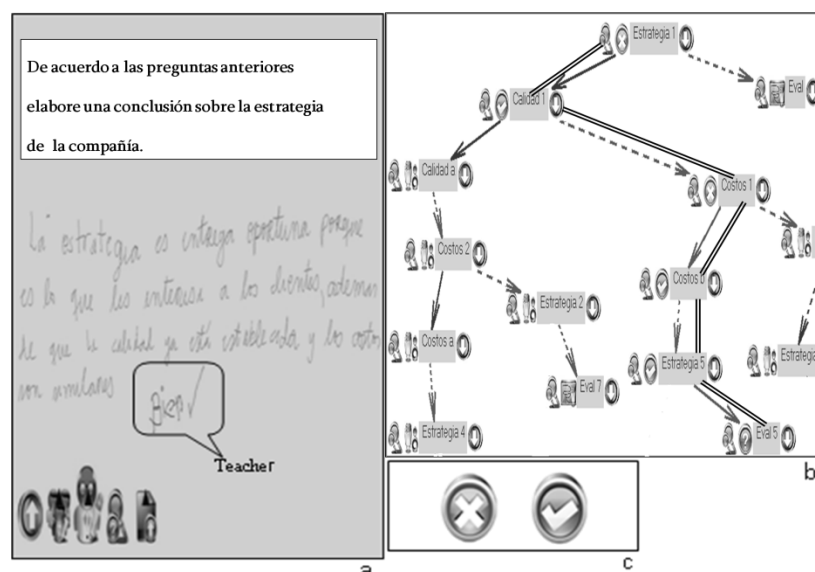 De acuerdo a las preguntas anteriores
elabore una conclusión sobre la estrategia
de la compañía.
La estrategia es entrega oportuna porque
es lo que les interesa a los clientes, ademas
de que la calidad ya está establecida y los costos
son similares
Bien ✓
Teacher
a
Estrategia 1
Eval
Calidad 1
Calidad a
Costos 1
Costos 2
Costos b
Estrategia 2
Costos a
Estrategia 5
Estrategia
Eval 7
Estrategia 4
Eval 5
b
c